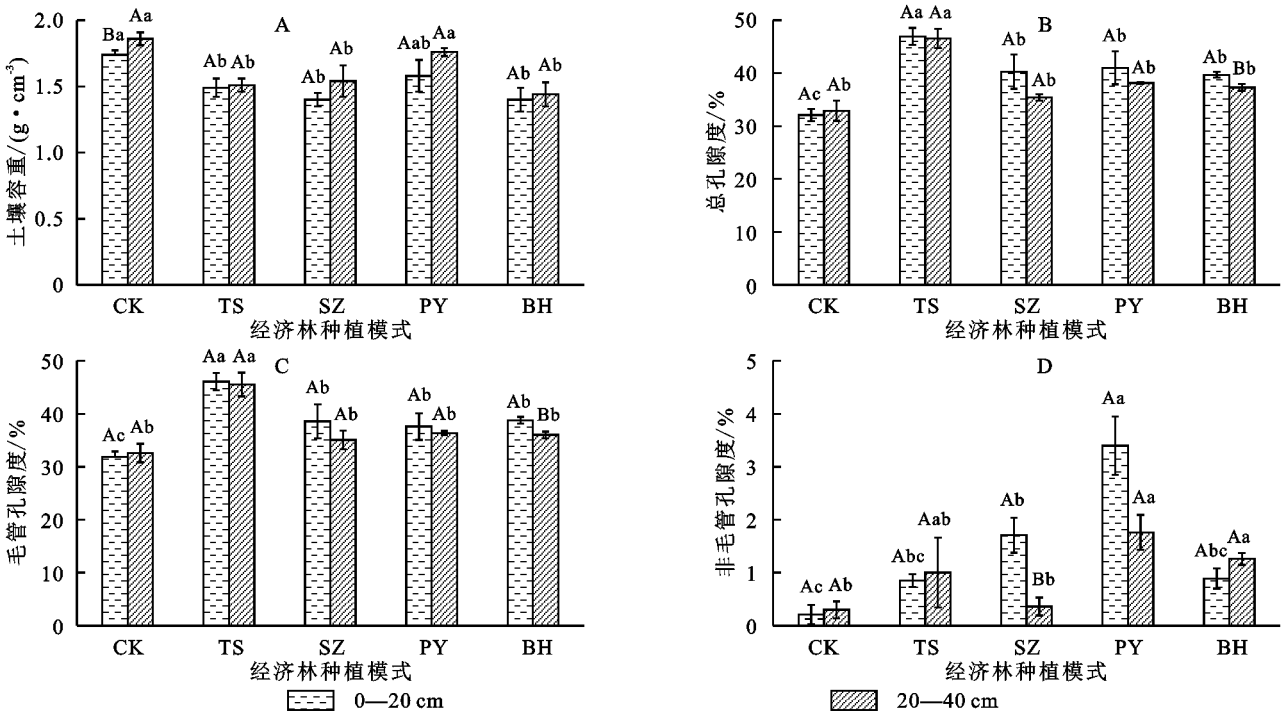 A
土壤容重/(g·cm⁻³)
2.0
1.5
1.0
0.5
0
Ba Aa Ab Ab Ab Ab Aab Aa Ab Ab
CK TS SZ PY BH
经济林种植模式
B
总孔隙度/%
50
40
30
20
10
0
Ac Ab Aa Aa Ab Ab Ab Ab Ab Bb
CK TS SZ PY BH
经济林种植模式
C
毛管孔隙度/%
50
40
30
20
10
0
Ac Ab Aa Aa Ab Ab Ab Ab Ab Bb
CK TS SZ PY BH
经济林种植模式
D
非毛管孔隙度/%
5
4
3
2
1
0
Ac Ab Abc Aab Ab Bb Aa Aa Abc Aa
CK TS SZ PY BH
经济林种植模式
0—20 cm
20—40 cm